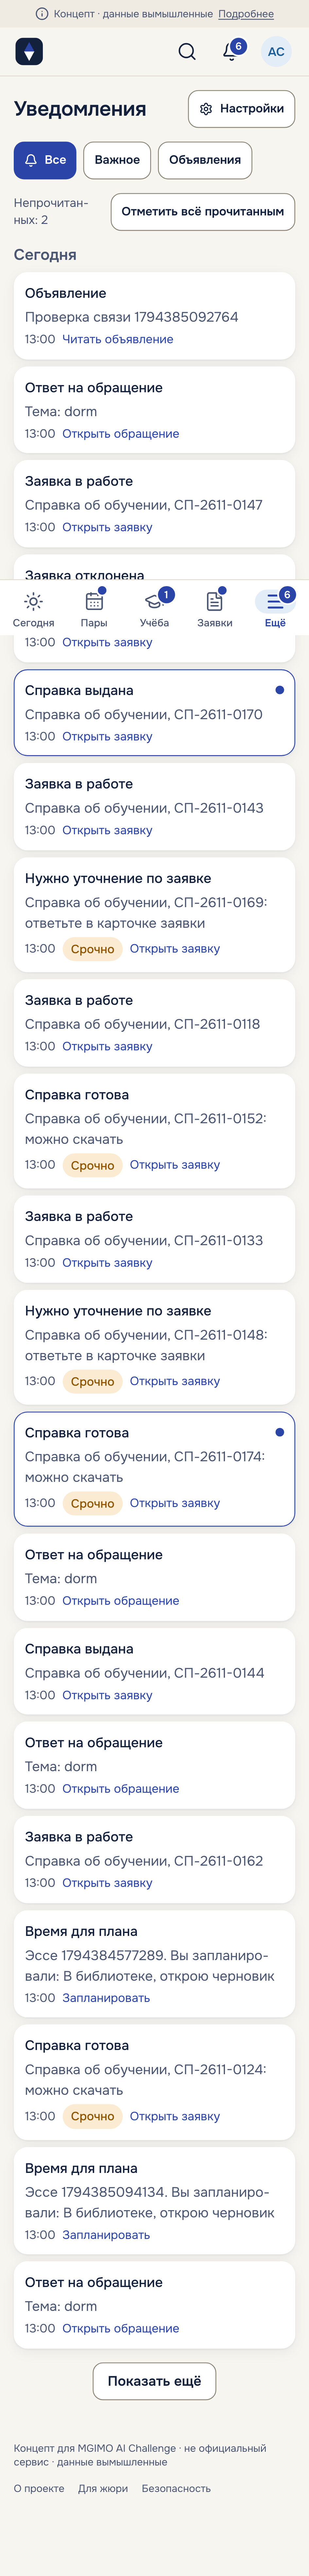 Концепт · данные вымышленные Подробнее
6
АС
Уведомления
Настройки
Все
Важное
Объявления
Непрочитан-
ных: 2
Отметить всё прочитанным
Сегодня
Объявление
Проверка связи 1794385092764
13:00 Читать объявление
Ответ на обращение
Тема: dorm
13:00 Открыть обращение
Заявка в работе
Справка об обучении, СП-2611-0147
13:00 Открыть заявку
Заявка отклонена
Сегодня
Пары
1
Учёба
Заявки
6
Ещё
13:00 Открыть заявку
Справка выдана
Справка об обучении, СП-2611-0170
13:00 Открыть заявку
Заявка в работе
Справка об обучении, СП-2611-0143
13:00 Открыть заявку
Нужно уточнение по заявке
Справка об обучении, СП-2611-0169:
ответьте в карточке заявки
13:00 Срочно Открыть заявку
Заявка в работе
Справка об обучении, СП-2611-0118
13:00 Открыть заявку
Справка готова
Справка об обучении, СП-2611-0152:
можно скачать
13:00 Срочно Открыть заявку
Заявка в работе
Справка об обучении, СП-2611-0133
13:00 Открыть заявку
Нужно уточнение по заявке
Справка об обучении, СП-2611-0148:
ответьте в карточке заявки
13:00 Срочно Открыть заявку
Справка готова
Справка об обучении, СП-2611-0174:
можно скачать
13:00 Срочно Открыть заявку
Ответ на обращение
Тема: dorm
13:00 Открыть обращение
Справка выдана
Справка об обучении, СП-2611-0144
13:00 Открыть заявку
Ответ на обращение
Тема: dorm
13:00 Открыть обращение
Заявка в работе
Справка об обучении, СП-2611-0162
13:00 Открыть заявку
Время для плана
Эссе 1794384577289. Вы запланиро-
вали: В библиотеке, открою черновик
13:00 Запланировать
Справка готова
Справка об обучении, СП-2611-0124:
можно скачать
13:00 Срочно Открыть заявку
Время для плана
Эссе 1794385094134. Вы запланиро-
вали: В библиотеке, открою черновик
13:00 Запланировать
Ответ на обращение
Тема: dorm
13:00 Открыть обращение
Показать ещё
Концепт для MGIMO AI Challenge · не официальный
сервис · данные вымышленные
О проекте Для жюри Безопасность